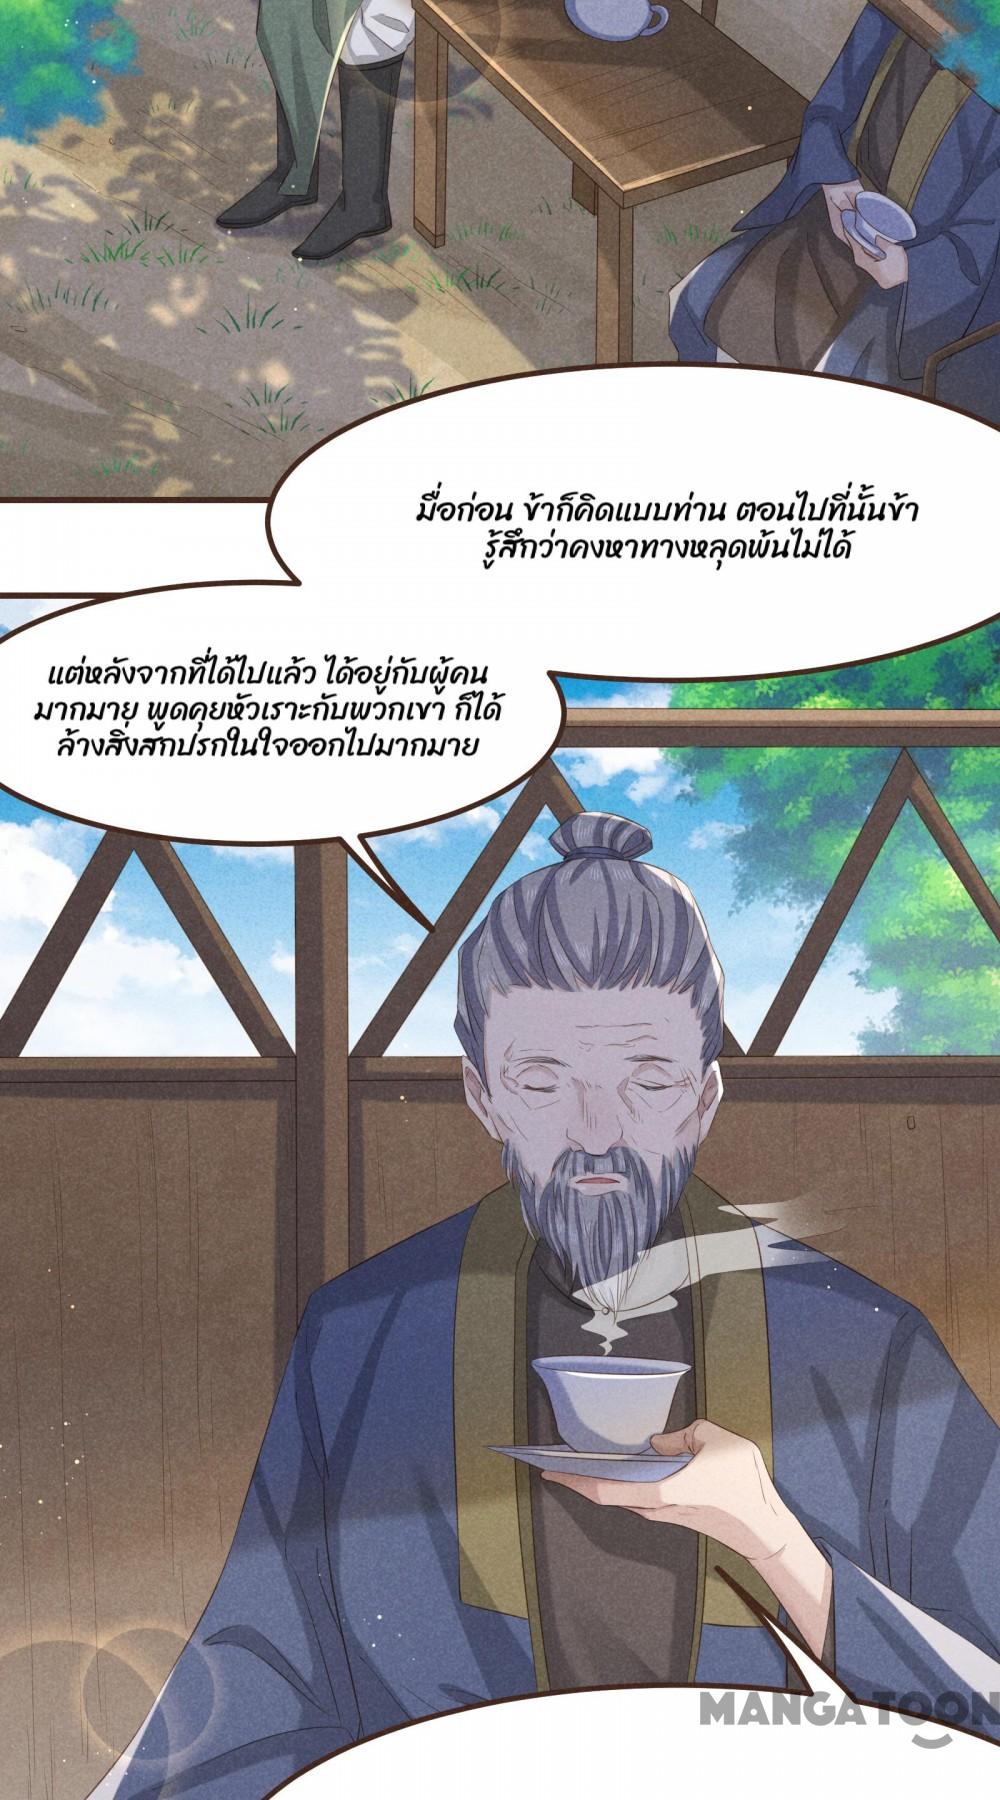 มื่อก่อน ข้าก็คิดแบบท่าน ตอนไปที่นั้นข้า
รู้สึกว่าคงหาทางหลุดพ้นไม่ได้
แต่หลังจากที่ได้ไปแล้ว ได้อยู่กับผู้คน
มากมาย พูดคุยหัวเราะกับพวกเขา ก็ได้
ล้างสิ่งสกปรกในใจออกไปมากมาย
MANGATOON